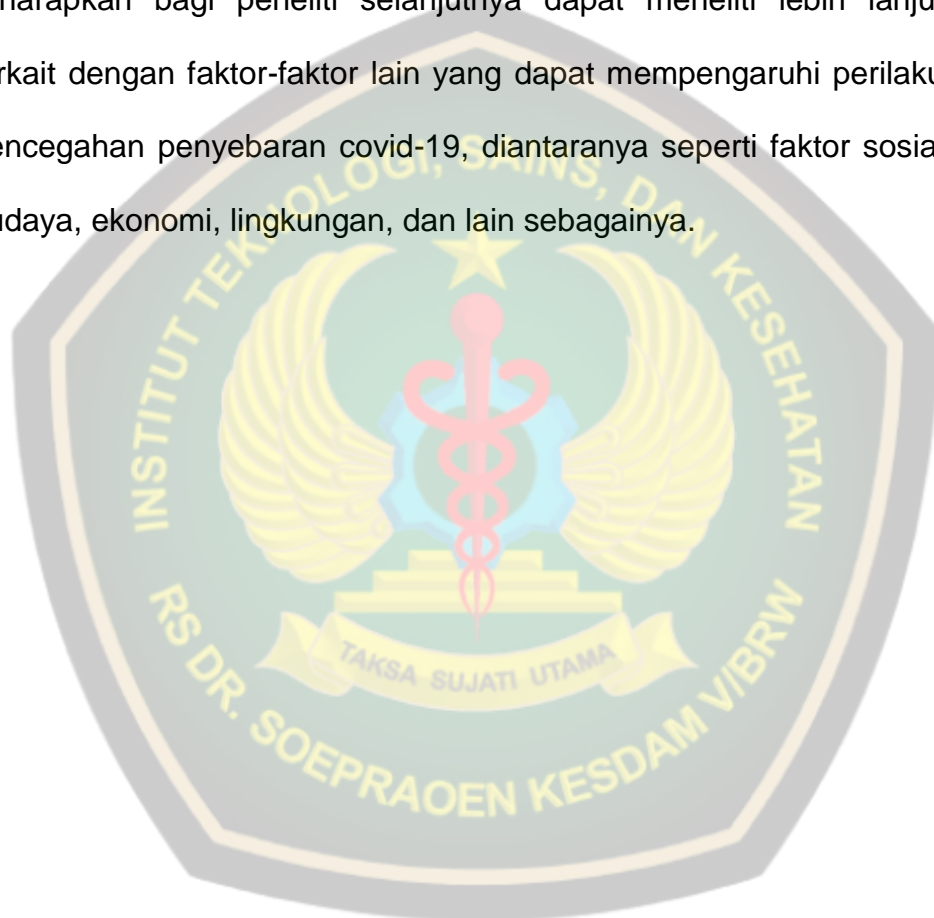 harapkan bagi peneliti selanjutnya dapat meneliti lebih lanju
rkait dengan faktor-faktor lain yang dapat mempengaruhi perilaku
encegahan penyebaran covid-19, diantaranya seperti faktor sosia
udaya, ekonomi, lingkungan, dan lain sebagainya.
INSTITUT TEKNOLOGI, SAINS, DAN KESEHATAN
TAKSA SUJATI UTAMA
RS DR. SOEPRAOEN KESDAM V/BRW